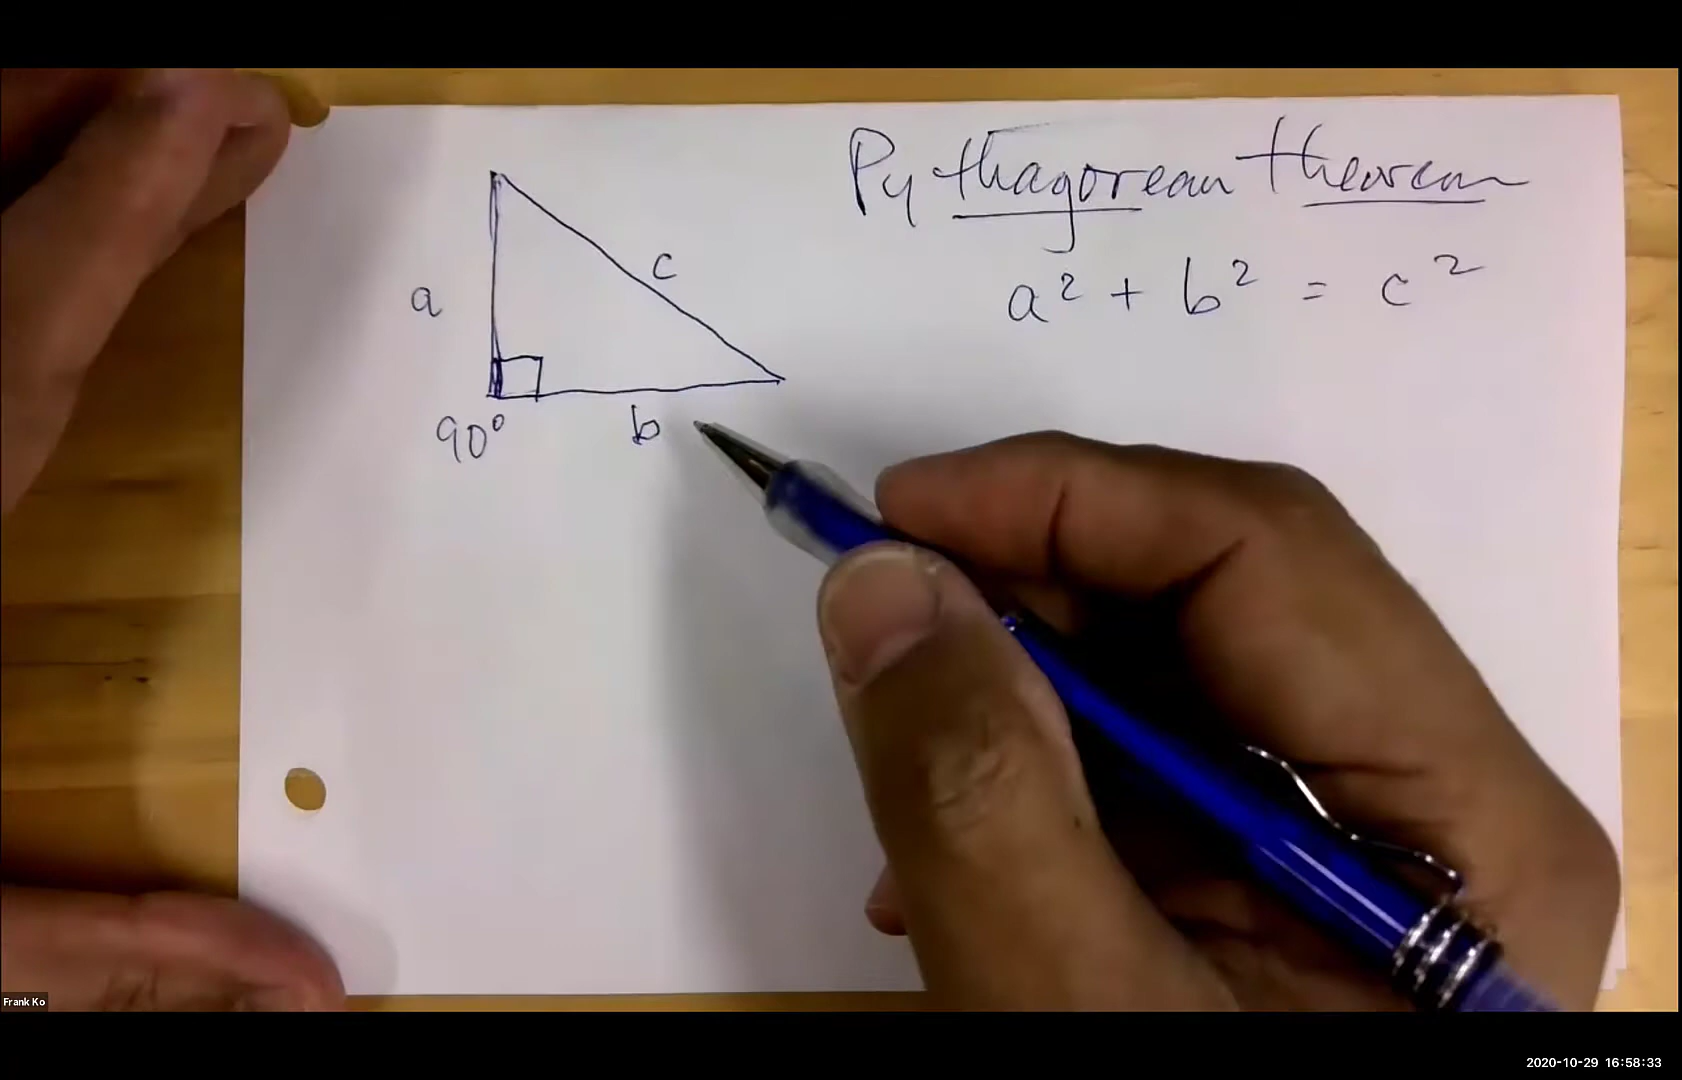 Pythagorean theorem
a² + b² = c²
c
a
90°
b
Frank Ko
2020-10-29 16:58:33